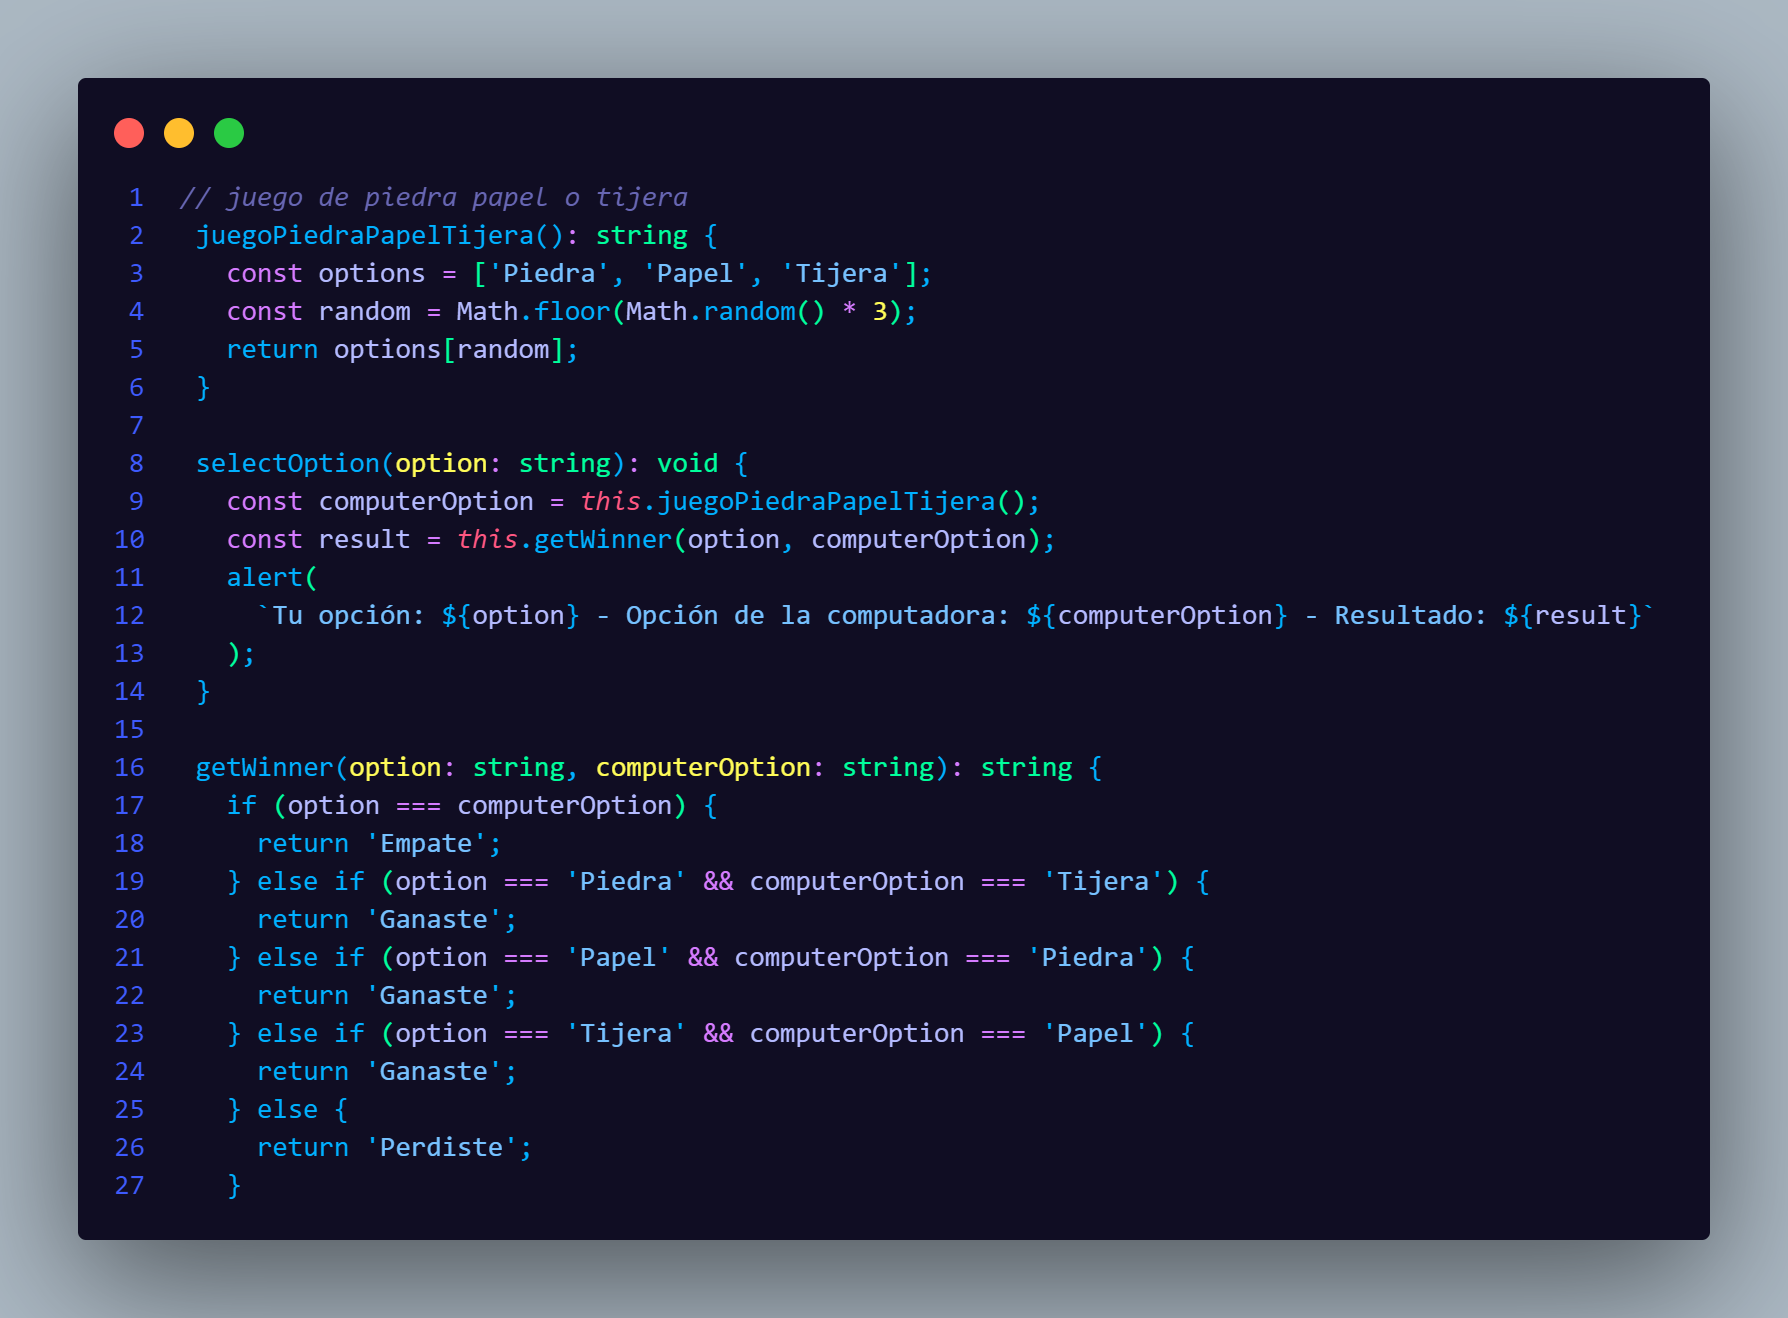 1 // juego de piedra papel o tijera
2 juegoPiedraPapelTijera(): string {
3 const options = ['Piedra', 'Papel', 'Tijera'];
4 const random = Math.floor(Math.random() * 3);
5 return options[random];
6 }
7
8 selectOption(option: string): void {
9 const computerOption = this.juegoPiedraPapelTijera();
10 const result = this.getWinner(option, computerOption);
11 alert(
12 `Tu opción: ${option} - Opción de la computadora: ${computerOption} - Resultado: ${result}`
13 );
14 }
15
16 getWinner(option: string, computerOption: string): string {
17 if (option === computerOption) {
18 return 'Empate';
19 } else if (option === 'Piedra' && computerOption === 'Tijera') {
20 return 'Ganaste';
21 } else if (option === 'Papel' && computerOption === 'Piedra') {
22 return 'Ganaste';
23 } else if (option === 'Tijera' && computerOption === 'Papel') {
24 return 'Ganaste';
25 } else {
26 return 'Perdiste';
27 }